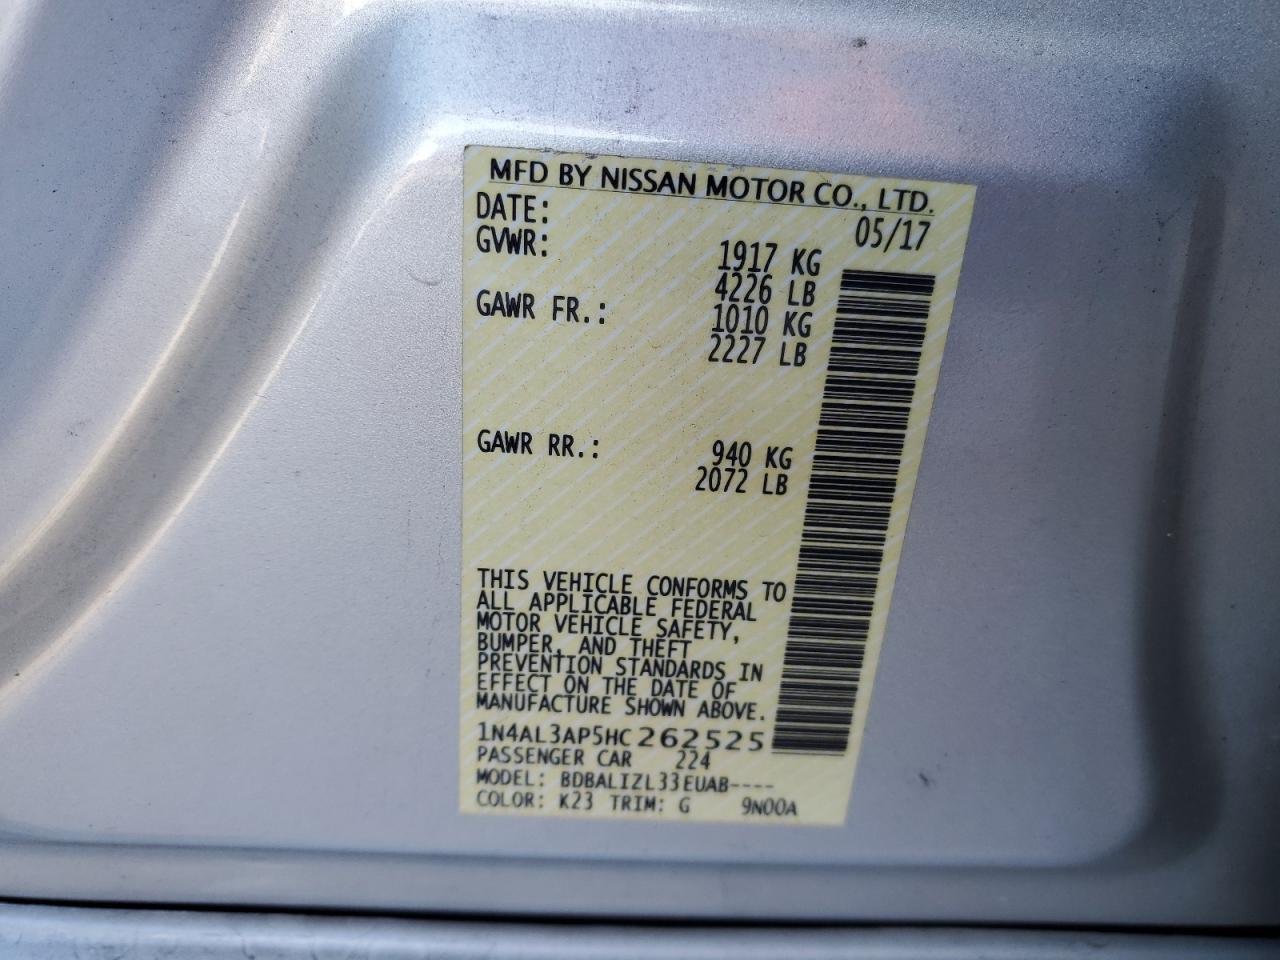 MFD BY NISSAN MOTOR CO., LTD.
DATE: 05/17
GVWR: 1917 KG
4226 LB
GAWR FR.: 1010 KG
2227 LB
GAWR RR.: 940 KG
2072 LB
THIS VEHICLE CONFORMS TO
ALL APPLICABLE FEDERAL
MOTOR VEHICLE SAFETY,
BUMPER, AND THEFT
PREVENTION STANDARDS IN
EFFECT ON THE DATE OF
MANUFACTURE SHOWN ABOVE.
1N4AL3AP5HC262525
PASSENGER CAR 224
MODEL: BDBALIZL33EUAB----
COLOR: K23 TRIM: G 9N00A